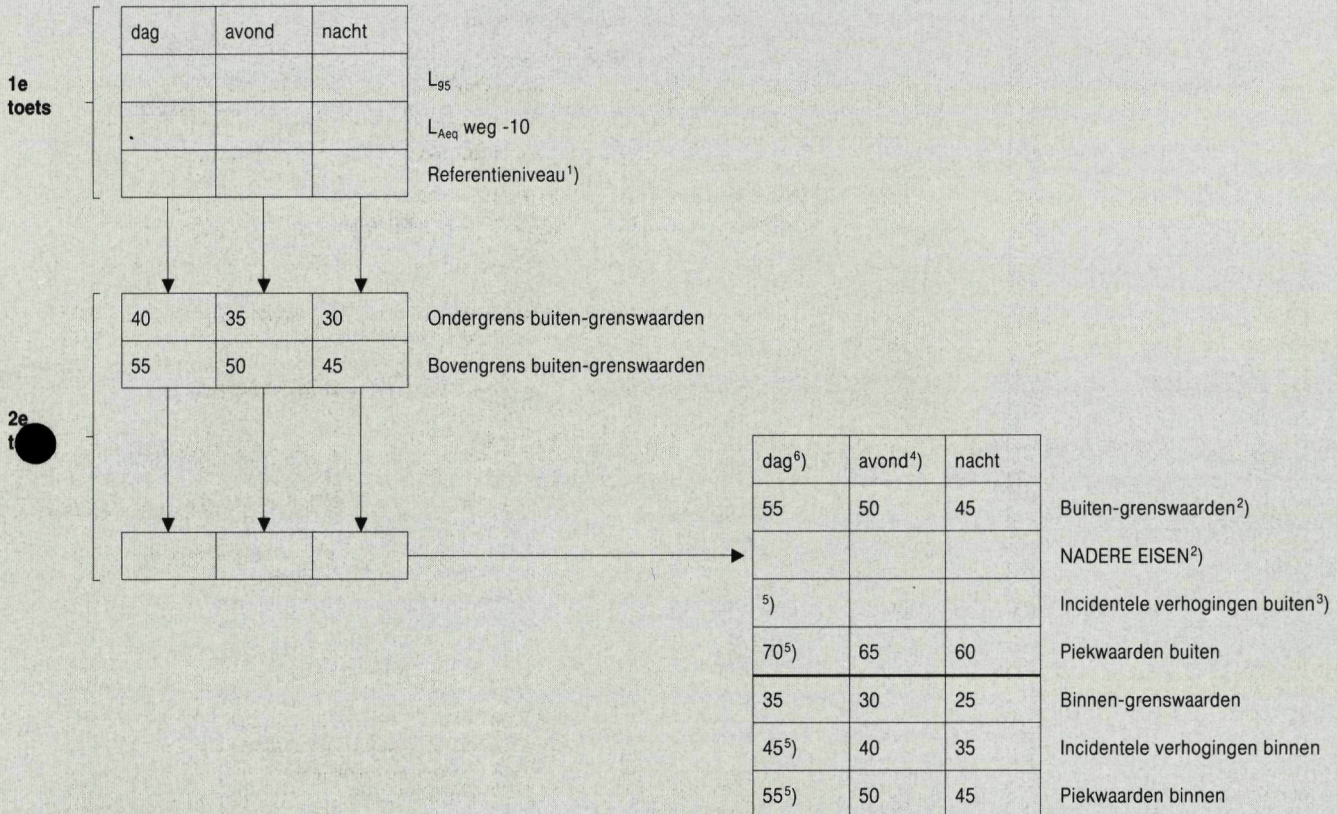 dag avond nacht
1e
toets
L95
LAeq weg -10
Referentieniveau¹)
40 35 30 Ondergrens buiten-grenswaarden
55 50 45 Bovengrens buiten-grenswaarden
2e
dag⁶) avond⁴) nacht
55 50 45 Buiten-grenswaarden²)
NADERE EISEN²)
⁵) Incidentele verhogingen buiten³)
70⁵) 65 60 Piekwaarden buiten
35 30 25 Binnen-grenswaarden
45⁵) 40 35 Incidentele verhogingen binnen
55⁵) 50 45 Piekwaarden binnen